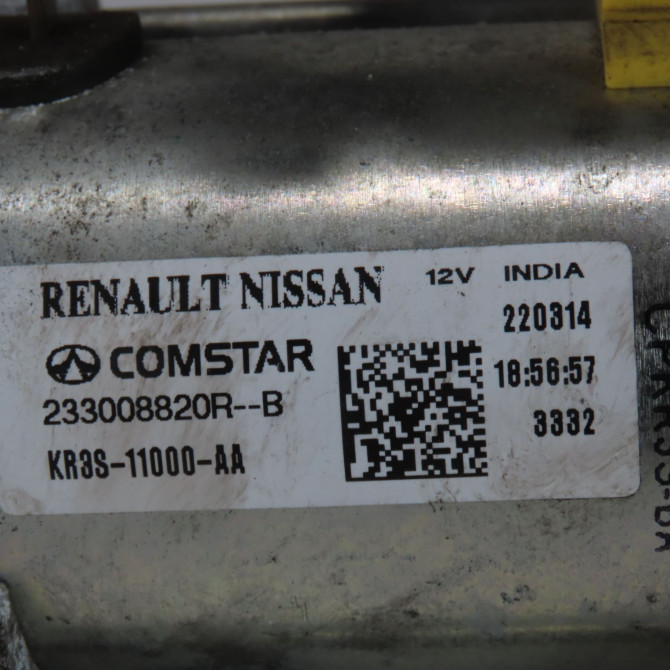 RENAULT NISSAN 12V INDIA
220314
COMSTAR
18:56:57
233008820R--B
3332
KR3S-11000-AA